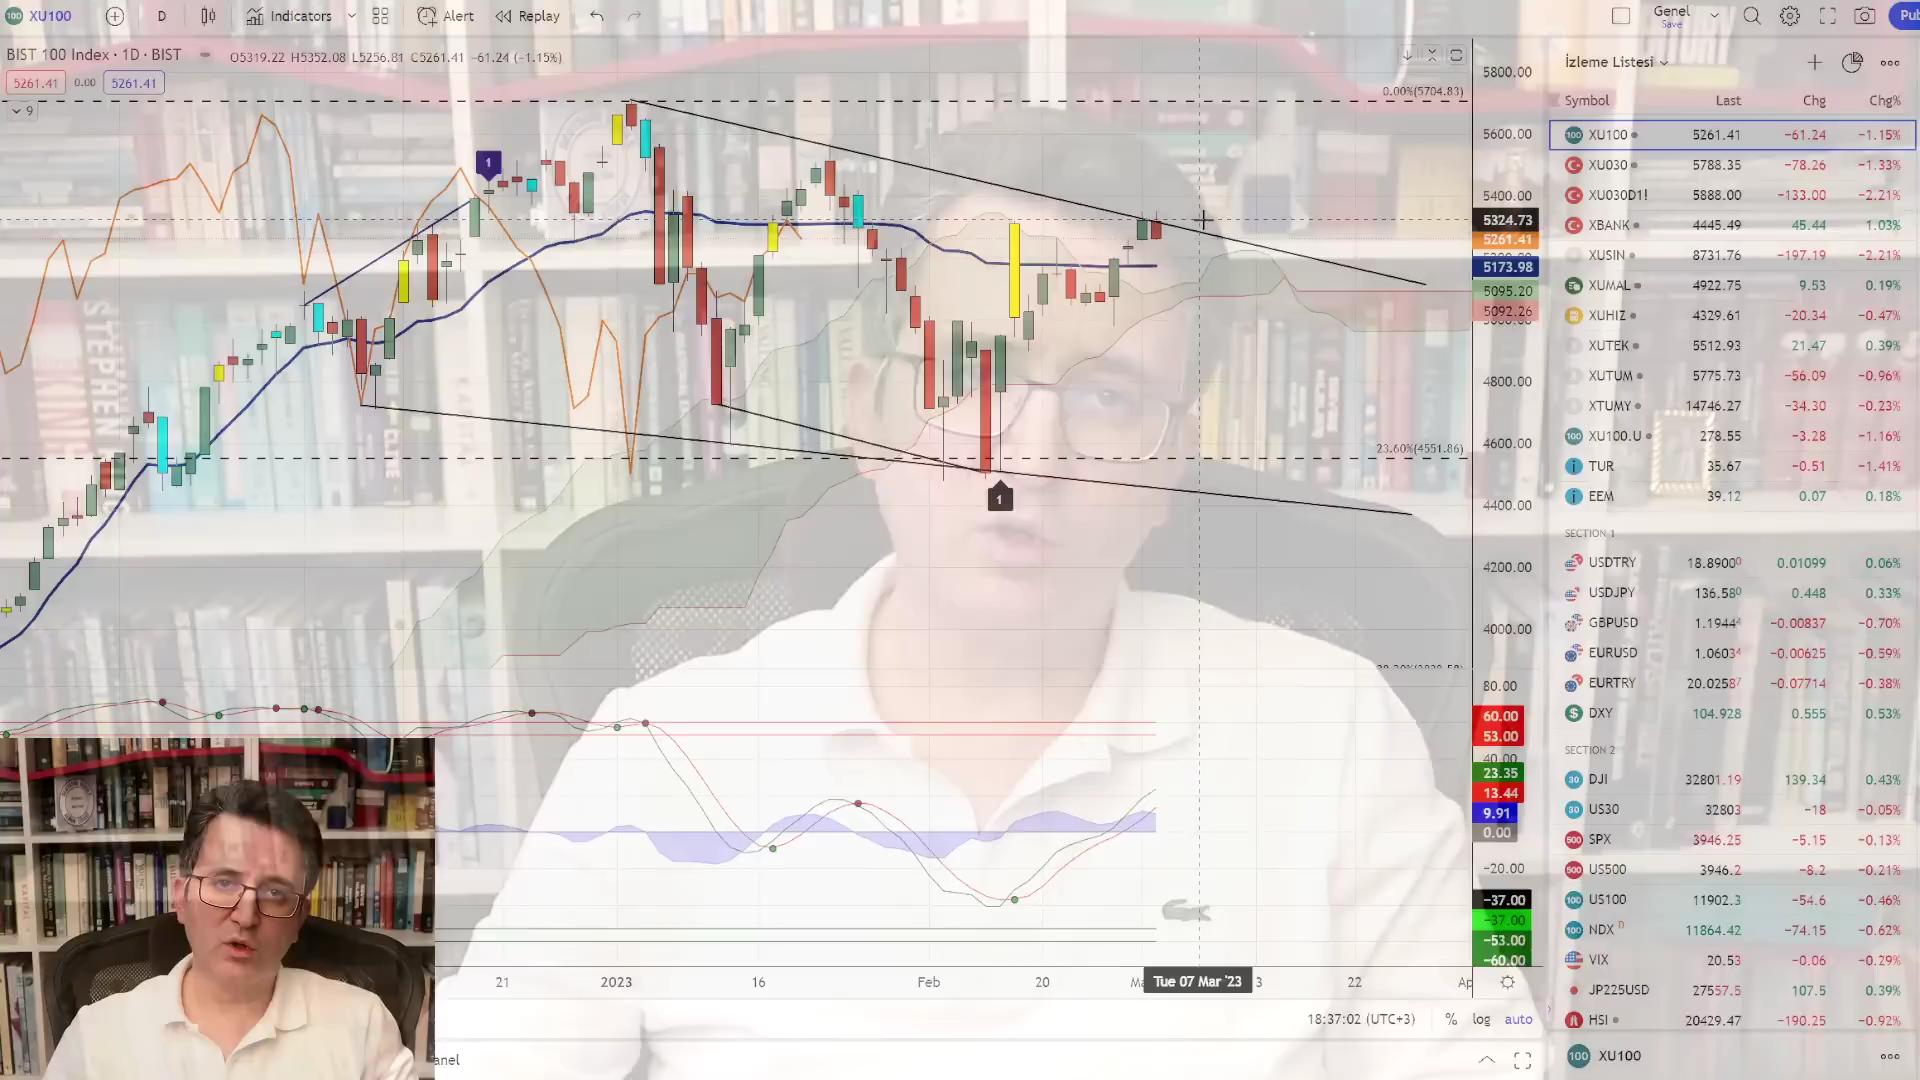 XU100
D
Indicators
Alert
Replay
Genel
Save
Pub
BIST 100 Index · 1D · BIST
O5319.22 H5352.08 L5256.81 C5261.41 −61.24 (−1.15%)
5261.41 0.00 5261.41
9
0.00%(5704.83)
23.60%(4551.86)
1
1
5800.00
5600.00
5400.00
5324.73
5261.41
5173.98
5095.20
5092.26
4800.00
4600.00
4400.00
4200.00
4000.00
80.00
60.00
53.00
40.00
23.35
13.44
9.91
0.00
−20.00
−37.00
−37.00
−53.00
−60.00
21 2023 16 Feb 20 Tue 07 Mar '23 22
18:37:02 (UTC+3) % log auto
anel
İzleme Listesi
Symbol Last Chg Chg%
XU100 5261.41 −61.24 −1.15%
XU030 5788.35 −78.26 −1.33%
XU030D1! 5888.00 −133.00 −2.21%
XBANK 4445.49 45.44 1.03%
XUSIN 8731.76 −197.19 −2.21%
XUMAL 4922.75 9.53 0.19%
XUHIZ 4329.61 −20.34 −0.47%
XUTEK 5512.93 21.47 0.39%
XUTUM 5775.73 −56.09 −0.96%
XTUMY 14746.27 −34.30 −0.23%
XU100.U 278.55 −3.28 −1.16%
TUR 35.67 −0.51 −1.41%
EEM 39.12 0.07 0.18%
SECTION 1
USDTRY 18.8900 0.01099 0.06%
USDJPY 136.580 0.448 0.33%
GBPUSD 1.19444 −0.00837 −0.70%
EURUSD 1.06034 −0.00625 −0.59%
EURTRY 20.02587 −0.07714 −0.38%
DXY 104.928 0.555 0.53%
SECTION 2
DJI 32801.19 139.34 0.43%
US30 32803 −18 −0.05%
SPX 3946.25 −5.15 −0.13%
US500 3946.2 −8.2 −0.21%
US100 11902.3 −54.6 −0.46%
NDX D 11864.42 −74.15 −0.62%
VIX 20.53 −0.06 −0.29%
JP225USD 27557.5 107.5 0.39%
HSI 20429.47 −190.25 −0.92%
XU100